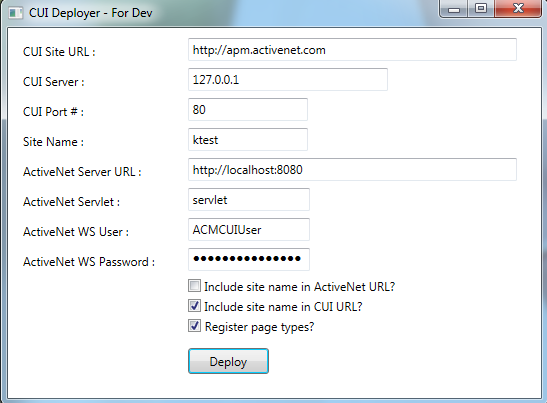 CUI Deployer - For Dev
CUI Site URL : http://apm.activenet.com
CUI Server : 127.0.0.1
CUI Port # : 80
Site Name : ktest
ActiveNet Server URL : http://localhost:8080
ActiveNet Servlet : servlet
ActiveNet WS User : ACMCUIUser
ActiveNet WS Password : ●●●●●●●●●●●●●●●
Include site name in ActiveNet URL?
Include site name in CUI URL?
Register page types?
Deploy